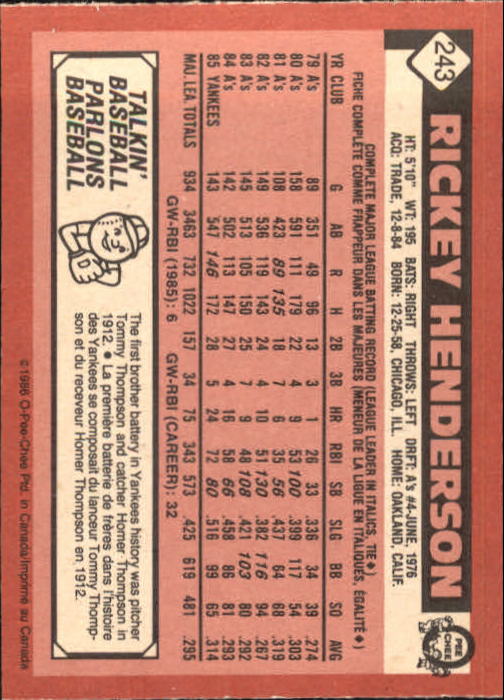 243
RICKEY HENDERSON
O PEE CHEE
HT: 5'10" WT: 195 BATS: RIGHT THROWS: LEFT DRFT: A's #4-JUNE, 1976
ACQ: TRADE, 12-8-84 BORN: 12-25-58, CHICAGO, ILL. HOME: OAKLAND, CALIF.
COMPLETE MAJOR LEAGUE BATTING RECORD (LEAGUE LEADER IN ITALICS, TIE♦)
FICHE COMPLETE COMME FRAPPEUR DANS LES MAJEURES (MENEUR DE LA LIGUE EN ITALIQUES, EGALITÉ♦)
YR CLUB G AB R H 2B 3B HR RBI SB SLG BB SO AVG
79 A's 89 351 49 96 13 3 1 26 33 .336 34 39 .274
80 A's 158 591 111 179 22 4 9 53 100 .399 117 54 .303
81 A's 108 423 89 135 18 7 6 35 56 .437 64 68 .319
82 A's 149 536 119 143 24 4 10 51 130 .382 116 94 .267
83 A's 145 513 105 150 25 7 9 48 108 .421 103 80 .292
84 A's 142 502 113 147 27 4 16 58 66 .458 86 81 .293
85 YANKEES 143 547 146 172 28 5 24 72 80 .516 99 65 .314
MAJ. LEA. TOTALS 934 3463 732 1022 157 34 75 343 573 .425 619 481 .295
GW-RBI (1985): 6 GW-RBI (CAREER): 32
TALKIN'
BASEBALL
PARLONS
BASEBALL
The first brother battery in Yankees history was pitcher
Tommy Thompson and catcher Homer Thompson in
1912. ● La première batterie de frères dans l'histoire
des Yankees se composait du lanceur Tommy Thomp-
son et du receveur Homer Thompson en 1912.
©1986 O-Pee-Chee Ptd. in Canada/Imprime au Canada